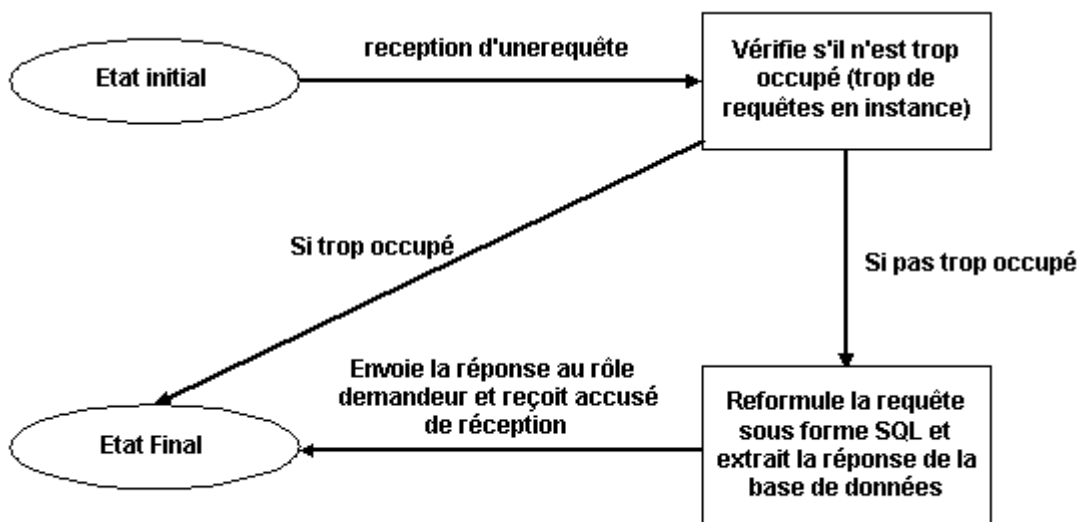 Etat initial
reception d'unerequête
Vérifie s'il n'est trop
occupé (trop de
requêtes en instance)
Si trop occupé
Si pas trop occupé
Envoie la réponse au rôle
demandeur et reçoit accusé
de réception
Reformule la requête
sous forme SQL et
extrait la réponse de la
base de données
Etat Final